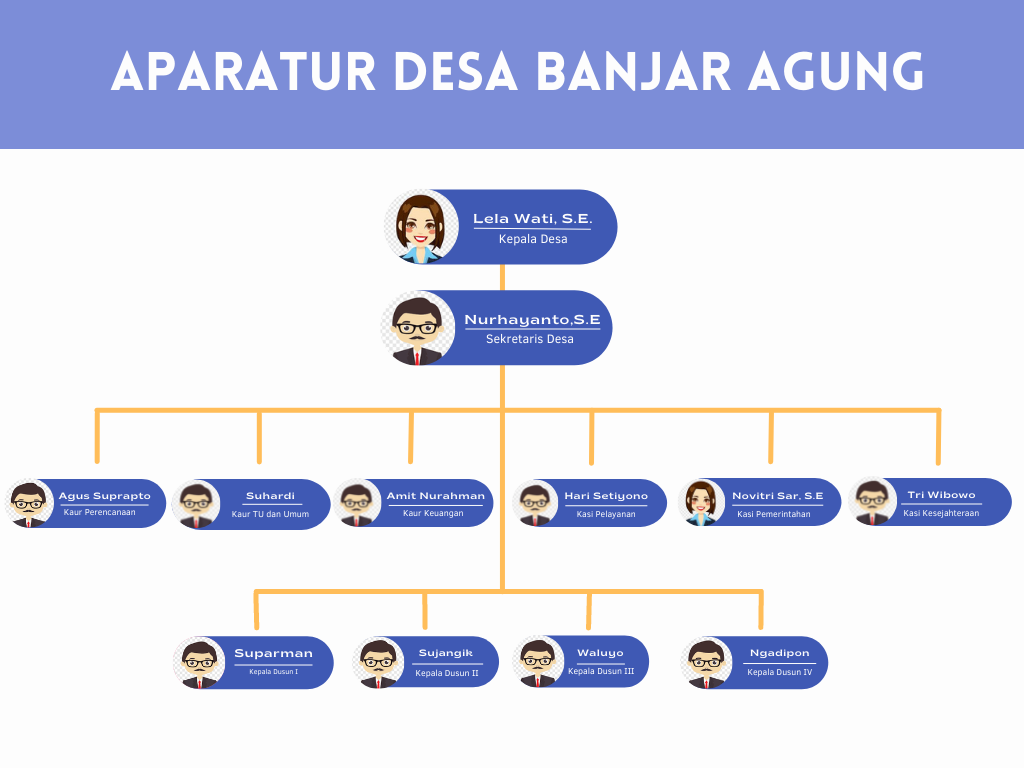 APARATUR DESA BANJAR AGUNG
Lela Wati, S.E.
Kepala Desa
Nurhayanto,S.E
Sekretaris Desa
Agus Suprapto
Kaur Perencanaan
Suhardi
Kaur TU dan Umum
Amit Nurahman
Kaur Keuangan
Hari Setiyono
Kasi Pelayanan
Novitri Sar, S.E
Kasi Pemerintahan
Tri Wibowo
Kasi Kesejahteraan
Suparman
Kepala Dusun I
Sujangik
Kepala Dusun II
Waluyo
Kepala Dusun III
Ngadipon
Kepala Dusun IV